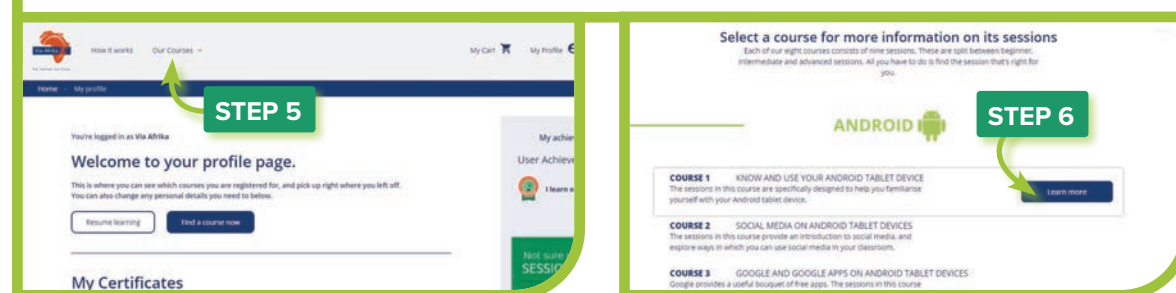 How it works
Our Courses
My Cart
My Profile
Home - My profile
STEP 5
You're logged in as Via Afrika
Welcome to your profile page.
This is where you can see which courses you are registered for, and pick up right where you left off.
You can also change any personal details you need to below.
Resume learning
Find a course now
My Certificates
My achie
User Achieve
I learn o
Not sure
SESSIO
Select a course for more information on its sessions
Each of our eight courses consists of nine sessions. These are split between beginner,
intermediate and advanced sessions. All you have to do is find the session that's right for
you.
ANDROID
STEP 6
COURSE 1 KNOW AND USE YOUR ANDROID TABLET DEVICE
The sessions in this course are specifically designed to help you familiarise
yourself with your Android tablet device.
Learn more
COURSE 2 SOCIAL MEDIA ON ANDROID TABLET DEVICES
The sessions in this course provide an introduction to social media, and
explore ways in which you can use social media in your classroom.
COURSE 3 GOOGLE AND GOOGLE APPS ON ANDROID TABLET DEVICES
Google provides a useful bouquet of free apps. The sessions in this course